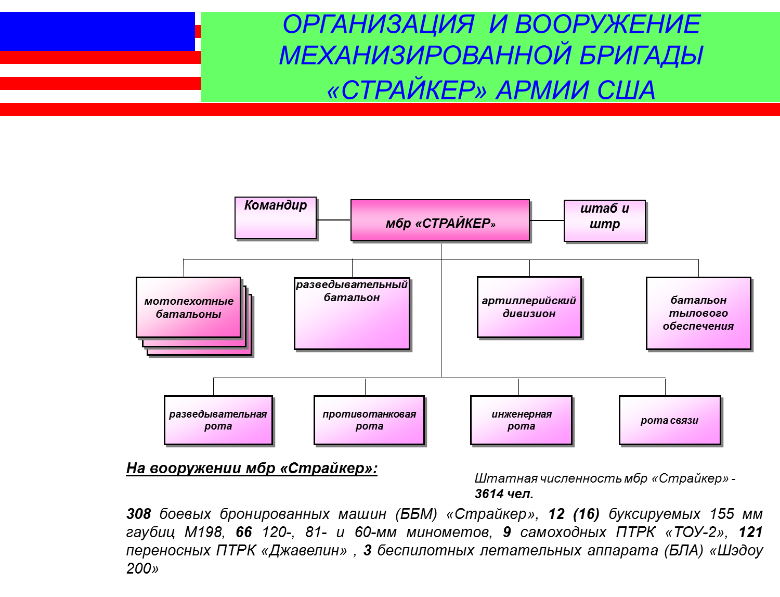 ОРГАНИЗАЦИЯ И ВООРУЖЕНИЕ
МЕХАНИЗИРОВАННОЙ БРИГАДЫ
«СТРАЙКЕР» АРМИИ США
Командир
мбр «СТРАЙКЕР»
штаб и
штр
мотопехотные
батальоны
разведывательный
батальон
артиллерийский
дивизион
батальон
тылового
обеспечения
разведывательная
рота
противотанковая
рота
инженерная
рота
рота связи
На вооружении мбр «Страйкер»:
Штатная численность мбр «Страйкер» -
3614 чел.
308 боевых бронированных машин (ББМ) «Страйкер», 12 (16) буксируемых 155 мм
гаубиц М198, 66 120-, 81- и 60-мм минометов, 9 самоходных ПТРК «ТОУ-2», 121
переносных ПТРК «Джавелин» , 3 беспилотных летательных аппарата (БЛА) «Шэдоу
200»